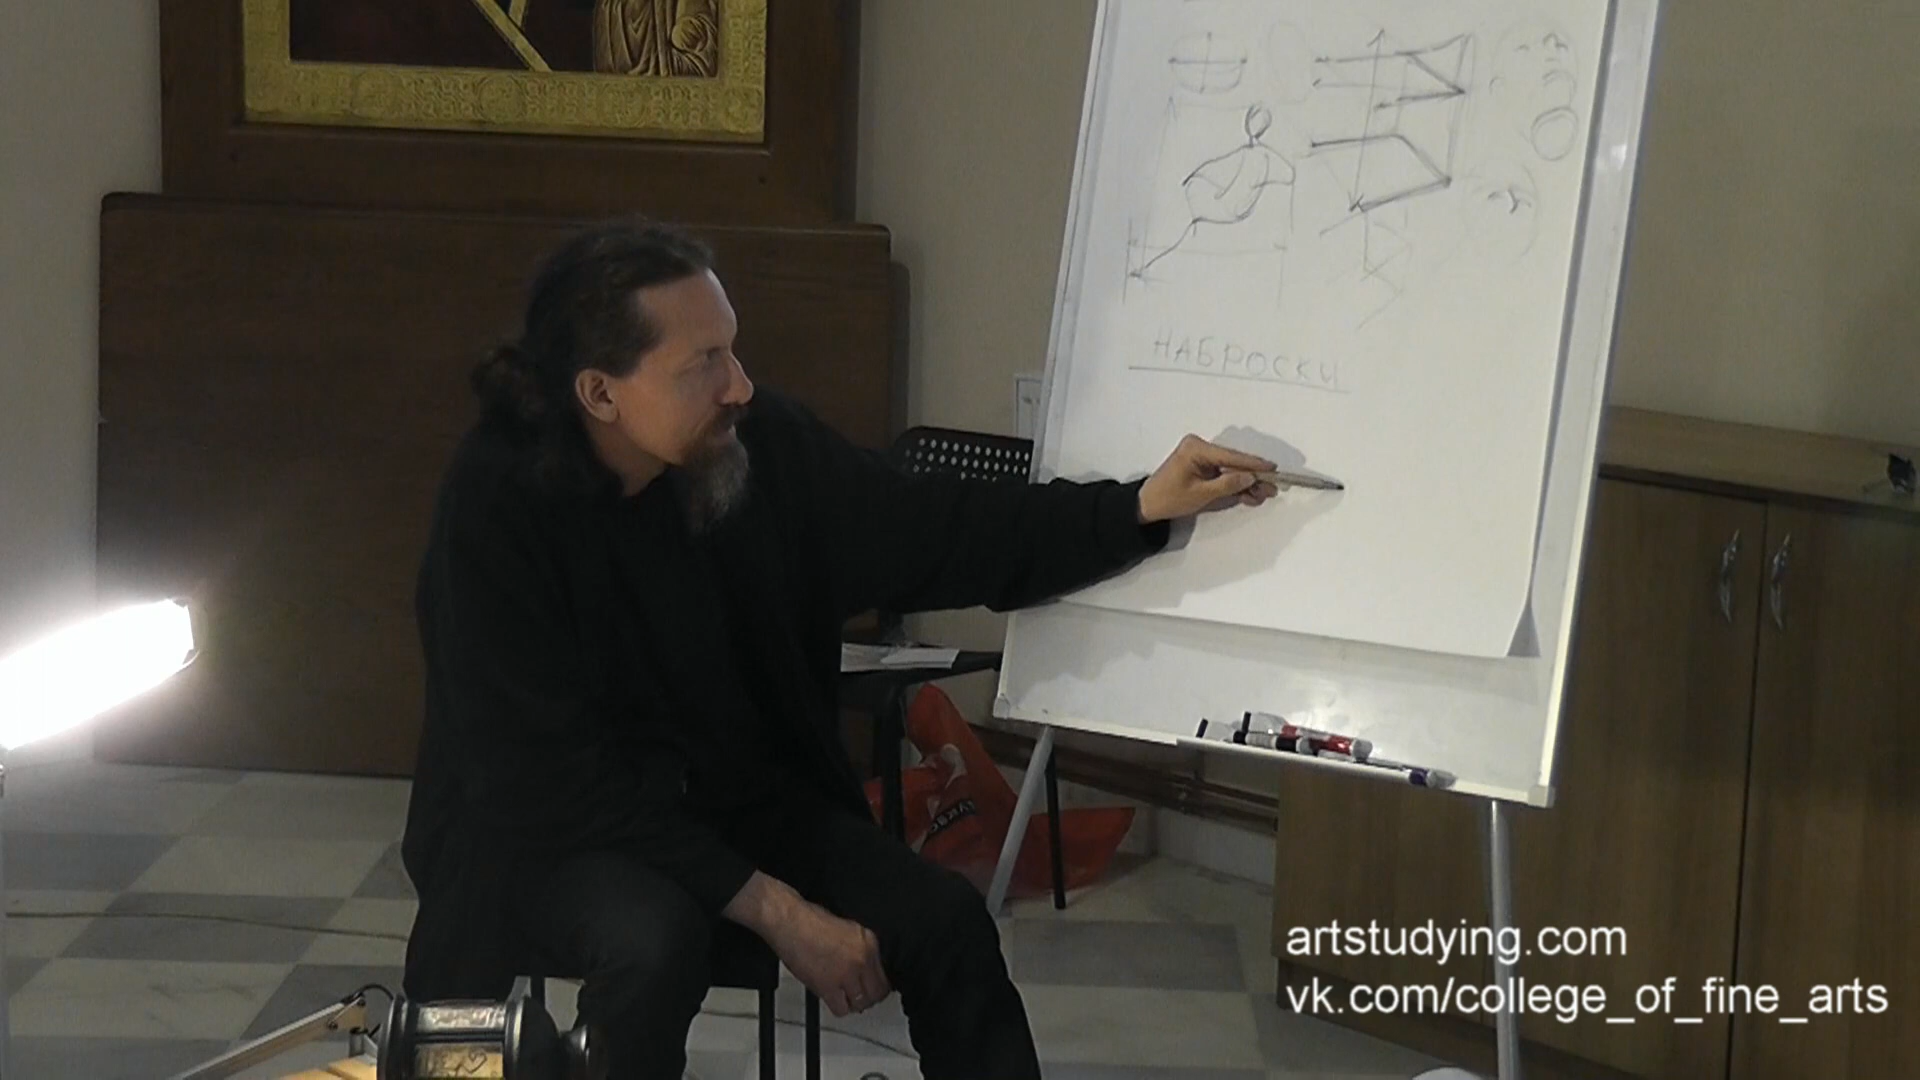 НАБРОСКИ
artstudying.com
vk.com/college_of_fine_arts